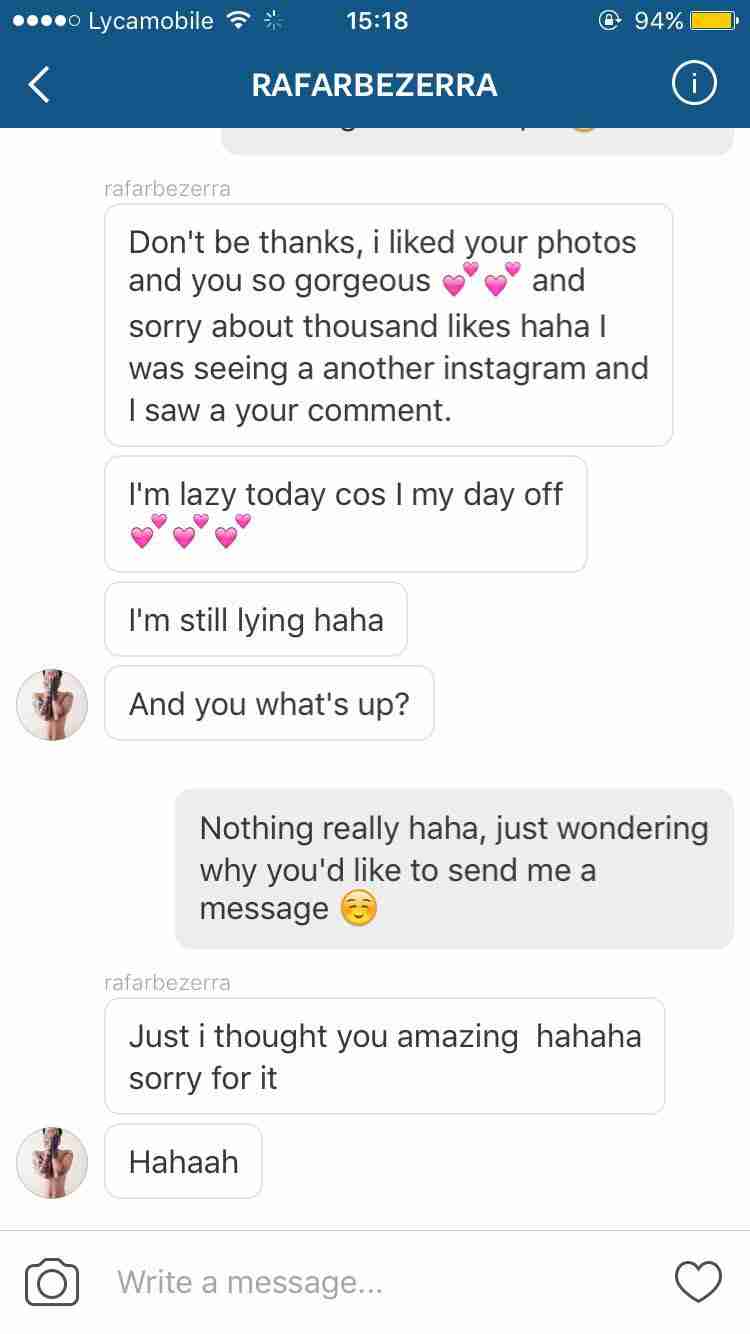 Lycamobile 15:18 94%
RAFARBEZERRA
rafarbezerra
Don't be thanks, i liked your photos
and you so gorgeous 💕💕 and
sorry about thousand likes haha I
was seeing a another instagram and
I saw a your comment.
I'm lazy today cos I my day off
💕💕💕
I'm still lying haha
And you what's up?
Nothing really haha, just wondering
why you'd like to send me a
message ☺️
rafarbezerra
Just i thought you amazing hahaha
sorry for it
Hahaah
Write a message...